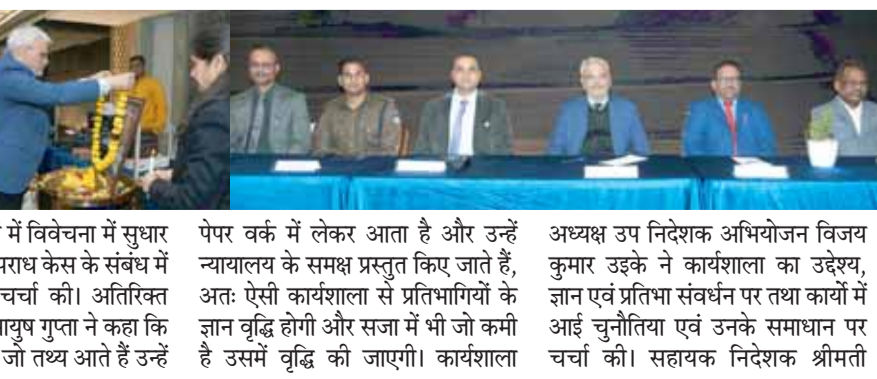 में विवेचना में सुधार
पराध केस के संबंध में
चर्चा की। अतिरिक्त
ायुष गुप्ता ने कहा कि
जो तथ्य आते हैं उन्हें
पेपर वर्क में लेकर आता है और उन्हें
न्यायालय के समक्ष प्रस्तुत किए जाते हैं,
अतः ऐसी कार्यशाला से प्रतिभागियों के
ज्ञान वृद्धि होगी और सजा में भी जो कमी
है उसमें वृद्धि की जाएगी। कार्यशाला
अध्यक्ष उप निदेशक अभियोजन विजय
कुमार उइके ने कार्यशाला का उद्देश्य,
ज्ञान एवं प्रतिभा संवर्धन पर तथा कार्यो में
आई चुनौतिया एवं उनके समाधान पर
चर्चा की। सहायक निदेशक श्रीमती